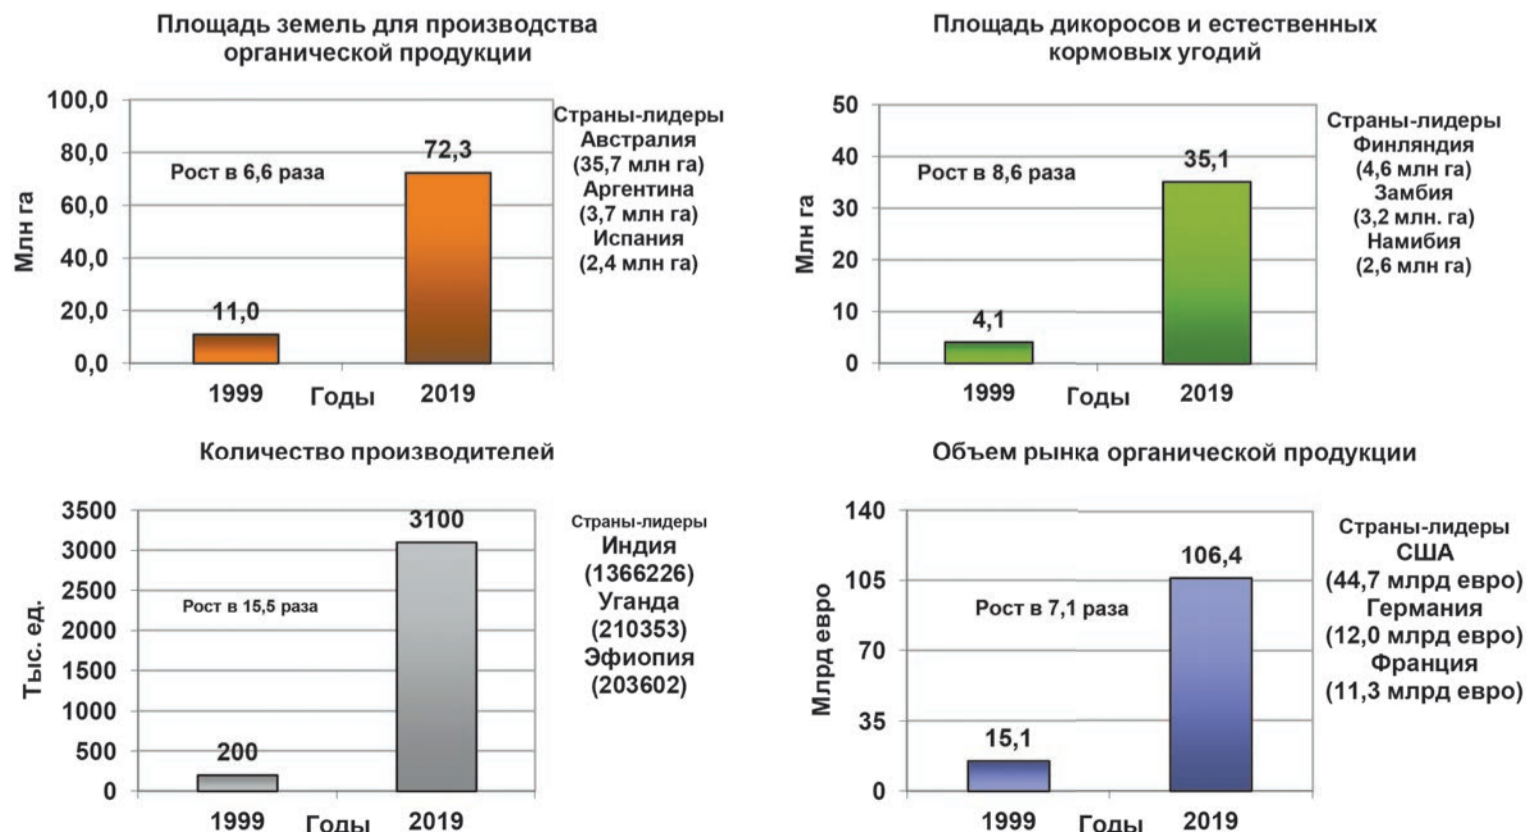 Площадь земель для производства
органической продукции
100,0
80,0
60,0
40,0
20,0
0,0
Млн га
Рост в 6,6 раза
11,0
72,3
1999
Годы
2019
Страны-лидеры
Австралия
(35,7 млн га)
Аргентина
(3,7 млн га)
Испания
(2,4 млн га)
Площадь дикоросов и естественных
кормовых угодий
50
40
30
20
10
0
Млн га
Рост в 8,6 раза
4,1
35,1
1999
Годы
2019
Страны-лидеры
Финляндия
(4,6 млн га)
Замбия
(3,2 млн. га)
Намибия
(2,6 млн га)
Количество производителей
3500
3000
2500
2000
1500
1000
500
0
Тыс. ед.
Рост в 15,5 раза
200
3100
1999
Годы
2019
Страны-лидеры
Индия
(1366226)
Уганда
(210353)
Эфиопия
(203602)
Объем рынка органической продукции
140
105
70
35
0
Млрд евро
Рост в 7,1 раза
15,1
106,4
1999
Годы
2019
Страны-лидеры
США
(44,7 млрд евро)
Германия
(12,0 млрд евро)
Франция
(11,3 млрд евро)